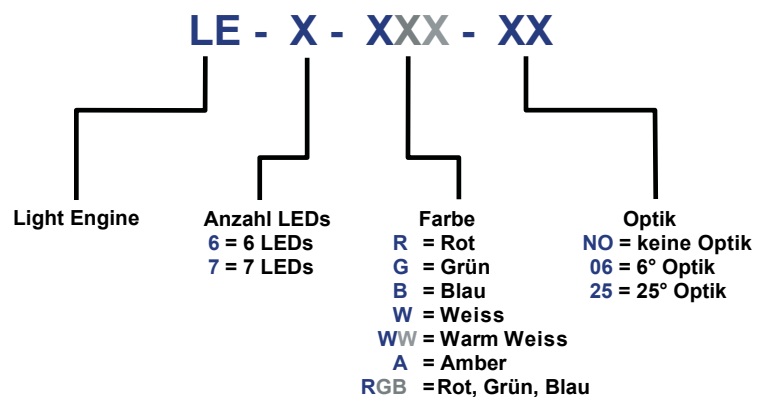 LE - X - XXX - XX
Light Engine
Anzahl LEDs
6 = 6 LEDs
7 = 7 LEDs
Farbe
R = Rot
G = Grün
B = Blau
W = Weiss
WW = Warm Weiss
A = Amber
RGB =Rot, Grün, Blau
Optik
NO = keine Optik
06 = 6° Optik
25 = 25° Optik